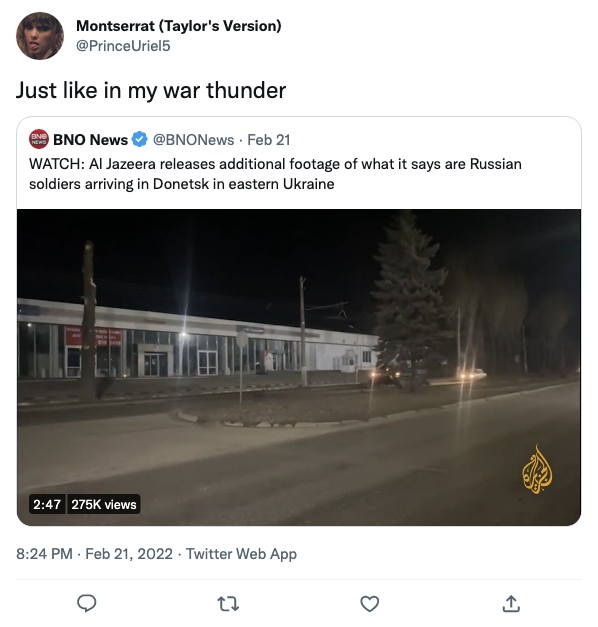 Montserrat (Taylor's Version)
@PrinceUriel5
Just like in my war thunder
BNO
NEWS
BNO News @BNONews · Feb 21
WATCH: Al Jazeera releases additional footage of what it says are Russian
soldiers arriving in Donetsk in eastern Ukraine
2:47 275K views
8:24 PM · Feb 21, 2022 · Twitter Web App